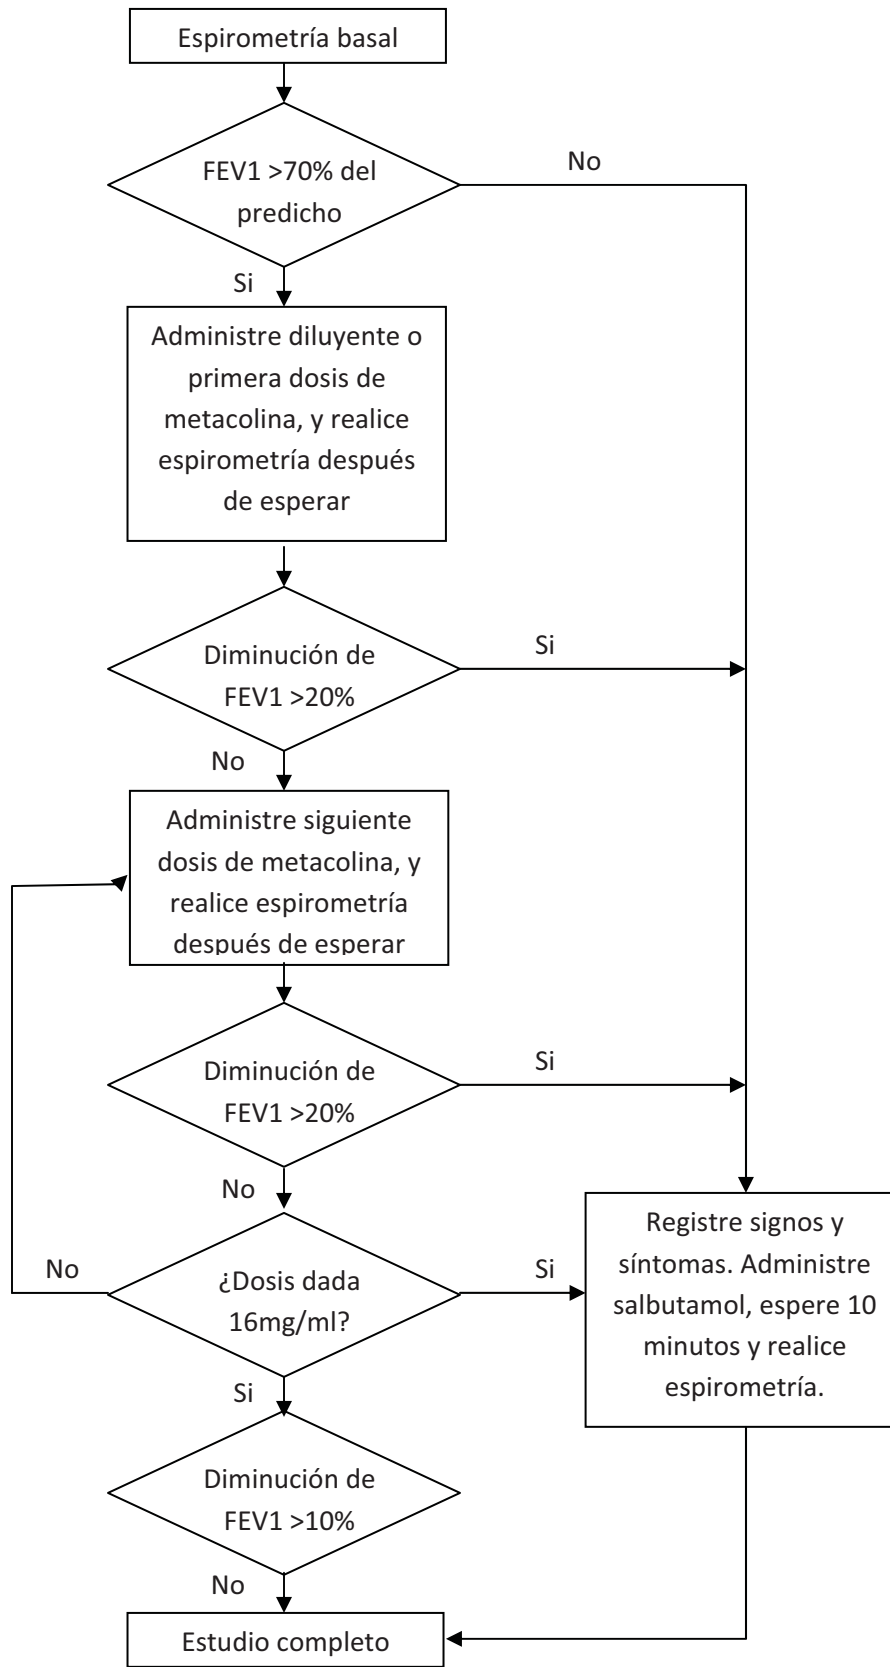 Espirometría basal
FEV1 >70% del
predicho
No
Si
Administre diluyente o
primera dosis de
metacolina, y realice
espirometría después
de esperar
Diminución de
FEV1 >20%
Si
No
Administre siguiente
dosis de metacolina, y
realice espirometría
después de esperar
Diminución de
FEV1 >20%
Si
No
¿Dosis dada
16mg/ml?
No
Si
Registre signos y
síntomas. Administre
salbutamol, espere 10
minutos y realice
espirometría.
Si
Diminución de
FEV1 >10%
No
Estudio completo